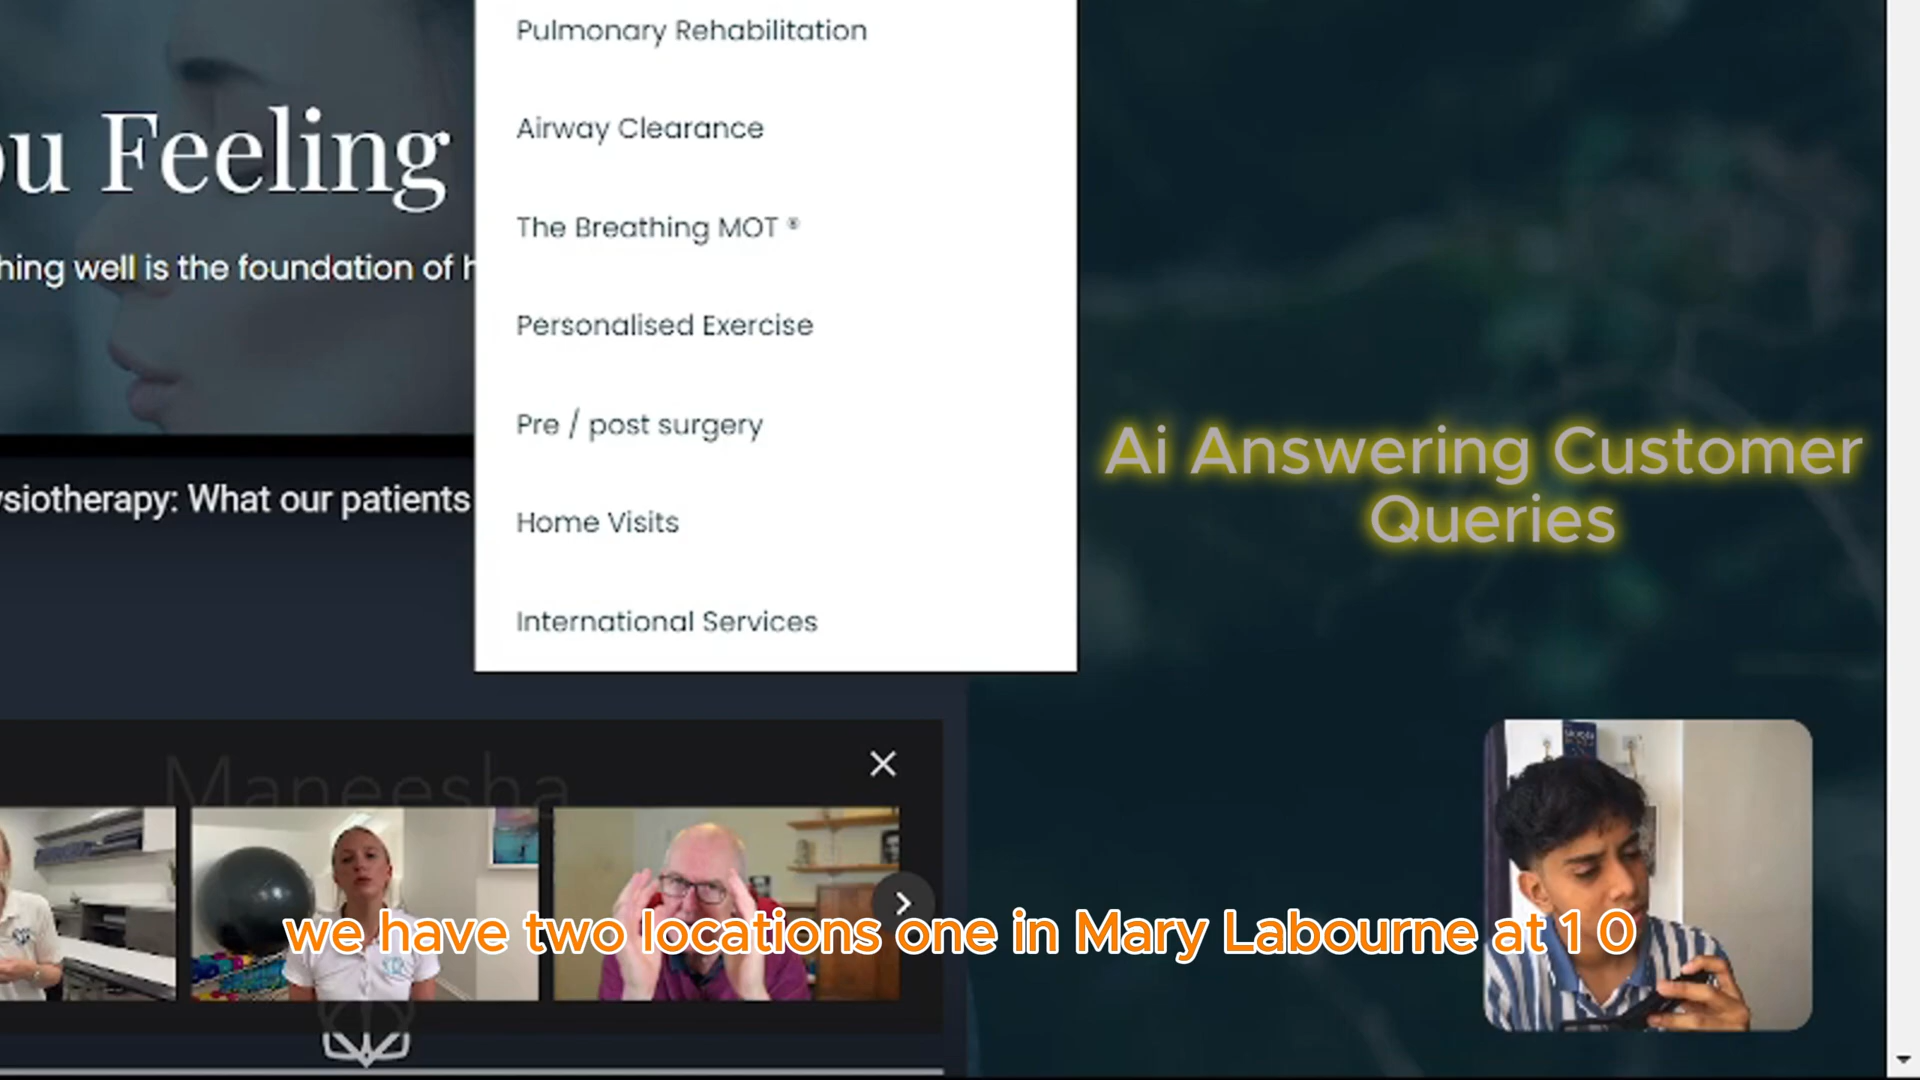 Pulmonary Rehabilitation
Airway Clearance
The Breathing MOT ®
Personalised Exercise
Pre / post surgery
Home Visits
International Services
ou Feeling
hing well is the foundation of h
ysiotherapy: What our patients
Ai Answering Customer
Queries
Maneesha
we have two locations one in Mary Labourne at 1 0